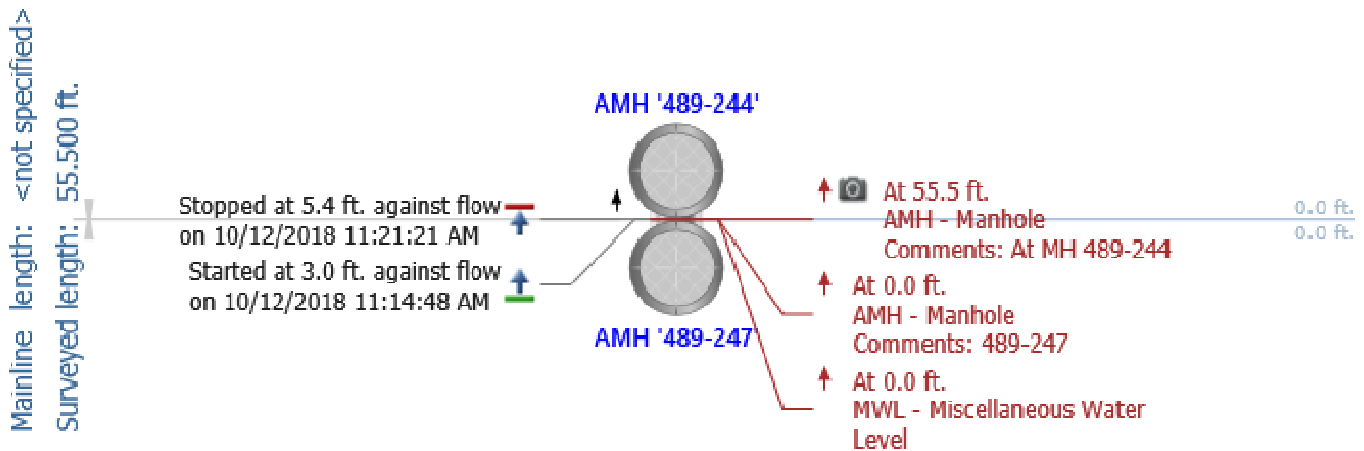 Mainline length: <not specified>
Surveyed length: 55.500 ft.
AMH '489-244'
Stopped at 5.4 ft. against flow
on 10/12/2018 11:21:21 AM
Started at 3.0 ft. against flow
on 10/12/2018 11:14:48 AM
AMH '489-247'
At 55.5 ft.
AMH - Manhole
Comments: At MH 489-244
At 0.0 ft.
AMH - Manhole
Comments: 489-247
At 0.0 ft.
MWL - Miscellaneous Water
Level
0.0 ft.
0.0 ft.